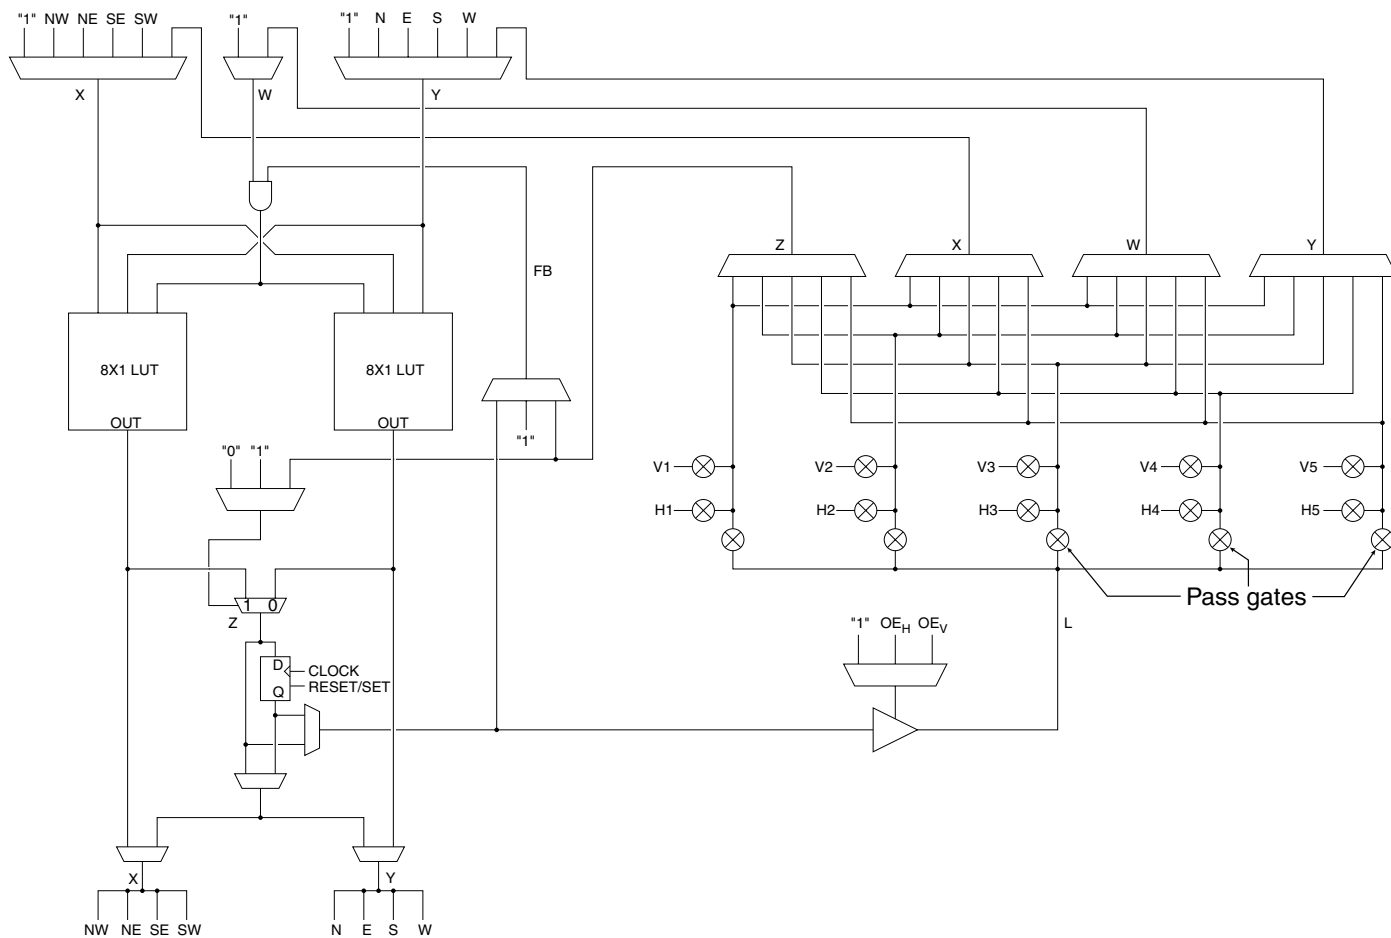 "1" NW NE SE SW
"1"
"1" N E S W
X
W
Y
Z
X
W
Y
FB
8X1 LUT
OUT
8X1 LUT
OUT
"1"
"0" "1"
V1
V2
V3
V4
V5
H1
H2
H3
H4
H5
Pass gates
1 0
Z
"1" OEH OEV
L
D
CLOCK
Q
RESET/SET
X
Y
NW NE SE SW
N E S W